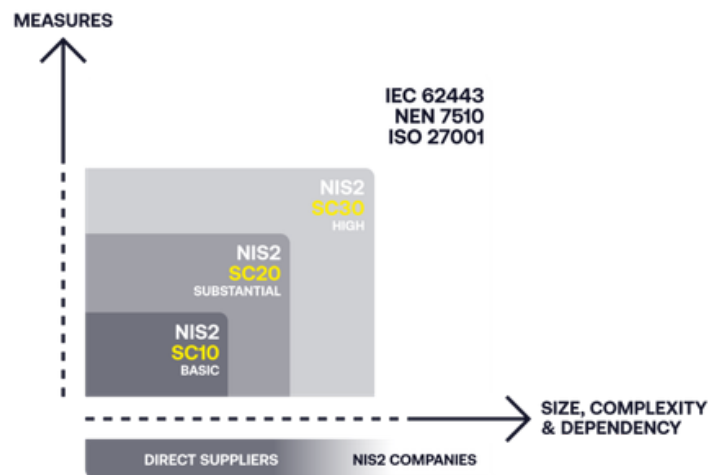 MEASURES
IEC 62443
NEN 7510
ISO 27001
NIS2
SC30
HIGH
NIS2
SC20
SUBSTANTIAL
NIS2
SC10
BASIC
SIZE, COMPLEXITY
& DEPENDENCY
DIRECT SUPPLIERS
NIS2 COMPANIES